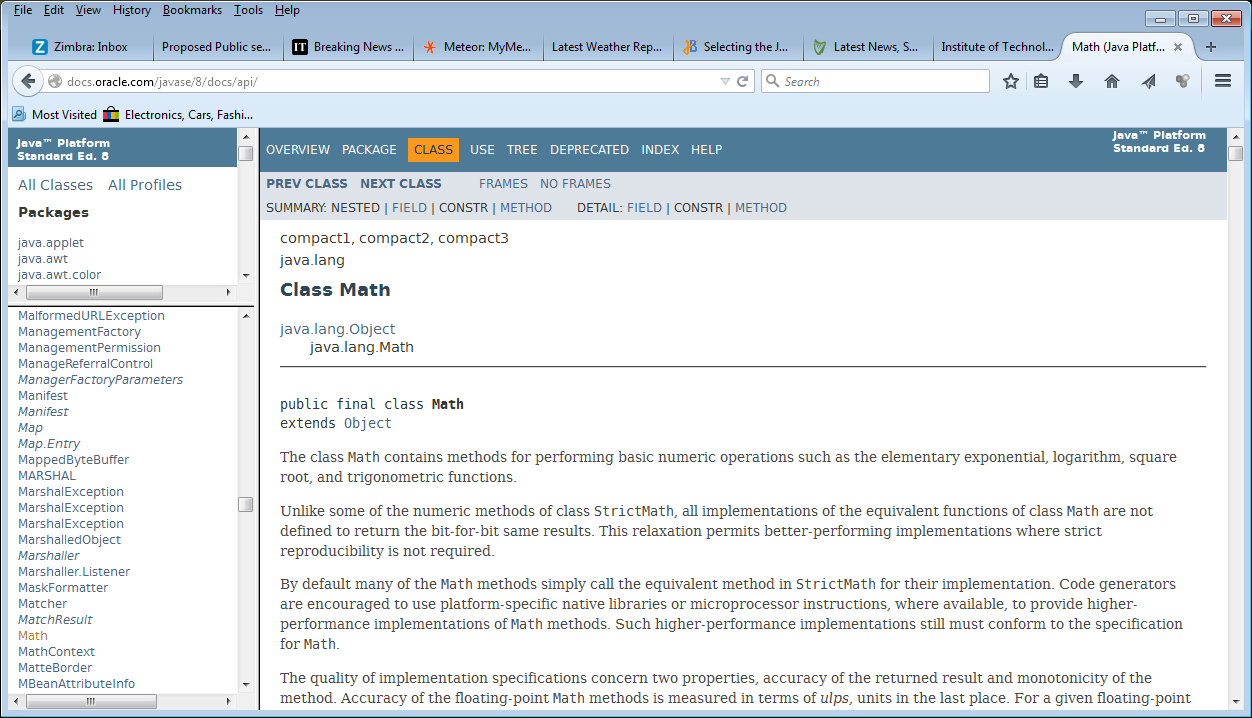 File Edit View History Bookmarks Tools Help
Zimbra: Inbox Proposed Public se... IT Breaking News ... Meteor: MyMe... Latest Weather Rep... Selecting the J... Latest News, S... Institute of Technol... Math (Java Platf...
docs.oracle.com/javase/8/docs/api/ Search
Most Visited Electronics, Cars, Fashi...
Java™ Platform
Standard Ed. 8
All Classes All Profiles
Packages
java.applet
java.awt
java.awt.color
MalformedURLException
ManagementFactory
ManagementPermission
ManageReferralControl
ManagerFactoryParameters
Manifest
Manifest
Map
Map.Entry
MappedByteBuffer
MARSHAL
MarshalException
MarshalException
MarshalException
MarshalledObject
Marshaller
Marshaller.Listener
MaskFormatter
Matcher
MatchResult
Math
MathContext
MatteBorder
MBeanAttributeInfo
OVERVIEW PACKAGE CLASS USE TREE DEPRECATED INDEX HELP
Java™ Platform
Standard Ed. 8
PREV CLASS NEXT CLASS FRAMES NO FRAMES
SUMMARY: NESTED | FIELD | CONSTR | METHOD DETAIL: FIELD | CONSTR | METHOD
compact1, compact2, compact3
java.lang
Class Math
java.lang.Object
java.lang.Math
public final class Math
extends Object
The class Math contains methods for performing basic numeric operations such as the elementary exponential, logarithm, square
root, and trigonometric functions.
Unlike some of the numeric methods of class StrictMath, all implementations of the equivalent functions of class Math are not
defined to return the bit-for-bit same results. This relaxation permits better-performing implementations where strict
reproducibility is not required.
By default many of the Math methods simply call the equivalent method in StrictMath for their implementation. Code generators
are encouraged to use platform-specific native libraries or microprocessor instructions, where available, to provide higher-
performance implementations of Math methods. Such higher-performance implementations still must conform to the specification
for Math.
The quality of implementation specifications concern two properties, accuracy of the returned result and monotonicity of the
method. Accuracy of the floating-point Math methods is measured in terms of ulps, units in the last place. For a given floating-point